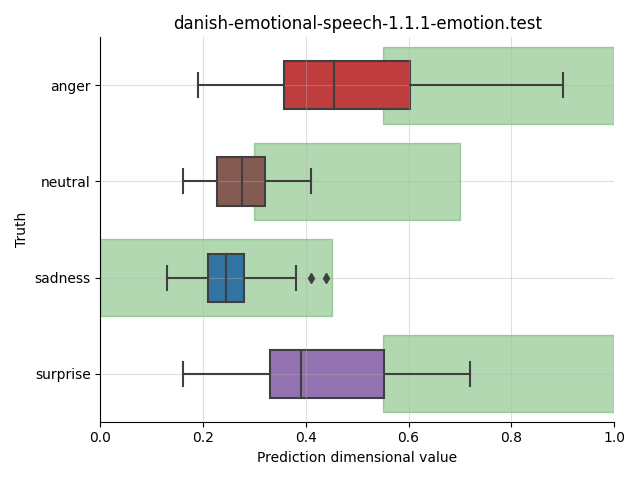 danish-emotional-speech-1.1.1-emotion.test
anger
neutral
sadness
surprise
Truth
0.0 0.2 0.4 0.6 0.8 1.0
Prediction dimensional value